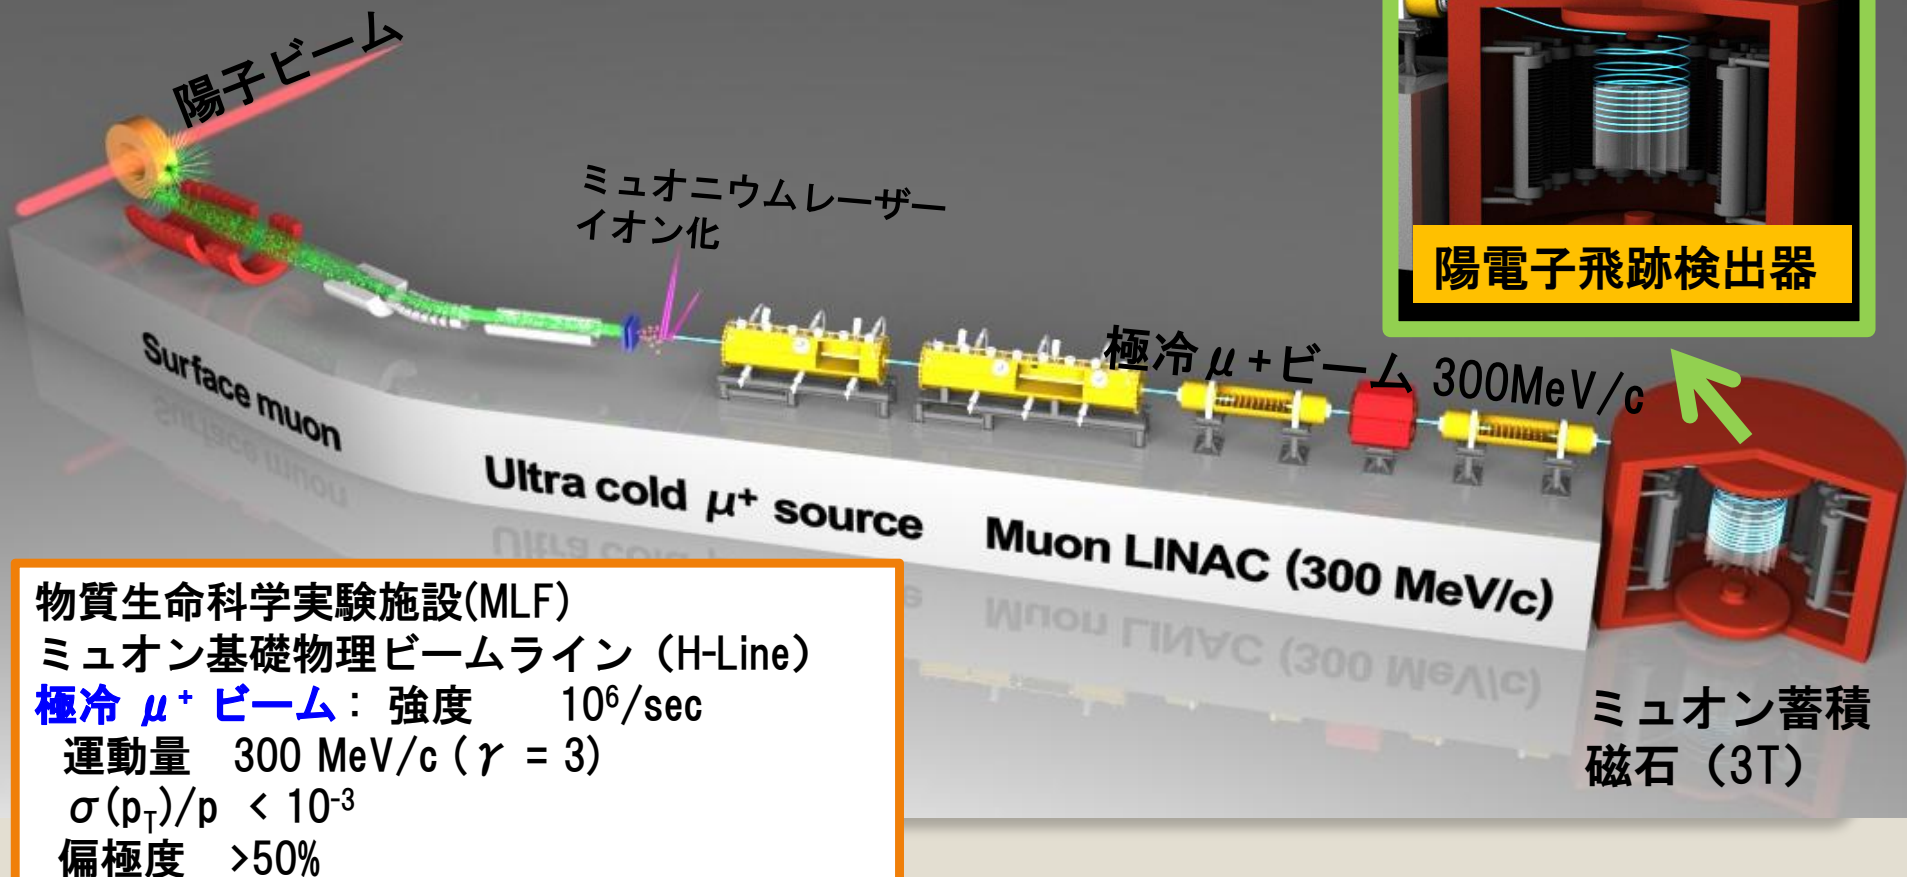 陽子ビーム
ミュオニウムレーザー
イオン化
陽電子飛跡検出器
極冷μ+ビーム 300MeV/c
Surface muon
Ultra cold μ⁺ source
Muon LINAC (300 MeV/c)
ミュオン蓄積
磁石（3T）
物質生命科学実験施設(MLF)
ミュオン基礎物理ビームライン（H-Line）
極冷 μ⁺ ビーム： 強度 10⁶/sec
運動量 300 MeV/c (γ = 3)
σ(p_T)/p < 10⁻³
偏極度 >50%